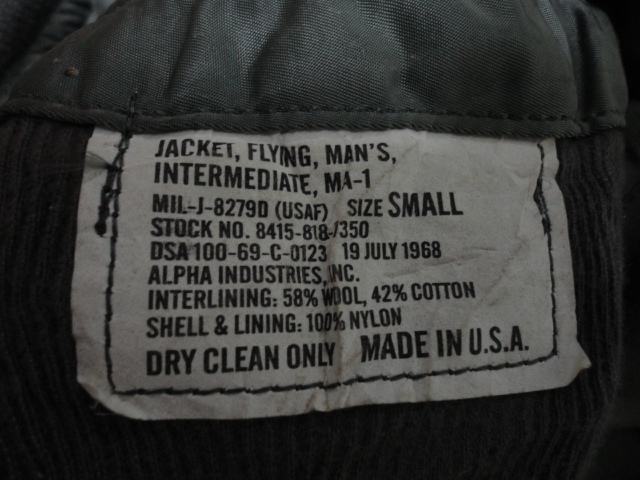 JACKET, FLYING, MAN'S,
INTERMEDIATE, MA-1
MIL-J-8279D (USAF) SIZE SMALL
STOCK NO. 8415-818-7350
DSA 100-69-C-0123 19 JULY 1968
ALPHA INDUSTRIES, INC.
INTERLINING: 58% WOOL, 42% COTTON
SHELL & LINING: 100% NYLON
DRY CLEAN ONLY MADE IN U.S.A.